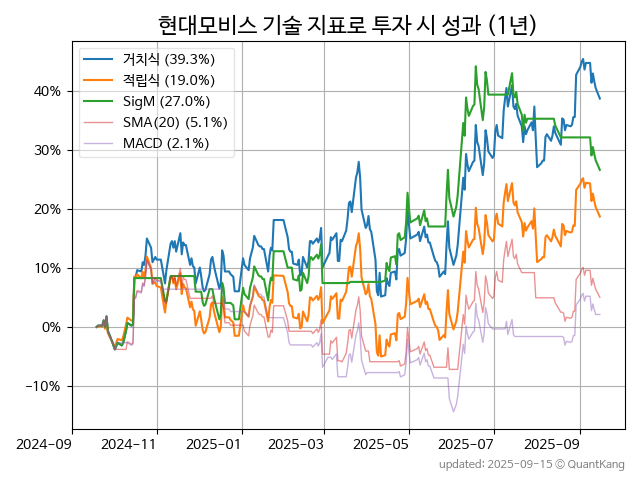 현대모비스 기술 지표로 투자 시 성과 (1년)
거치식 (39.3%)
적립식 (19.0%)
SigM (27.0%)
SMA(20) (5.1%)
MACD (2.1%)
40%
30%
20%
10%
0%
−10%
2024-09 2024-11 2025-01 2025-03 2025-05 2025-07 2025-09
updated: 2025-09-15 © QuantKang